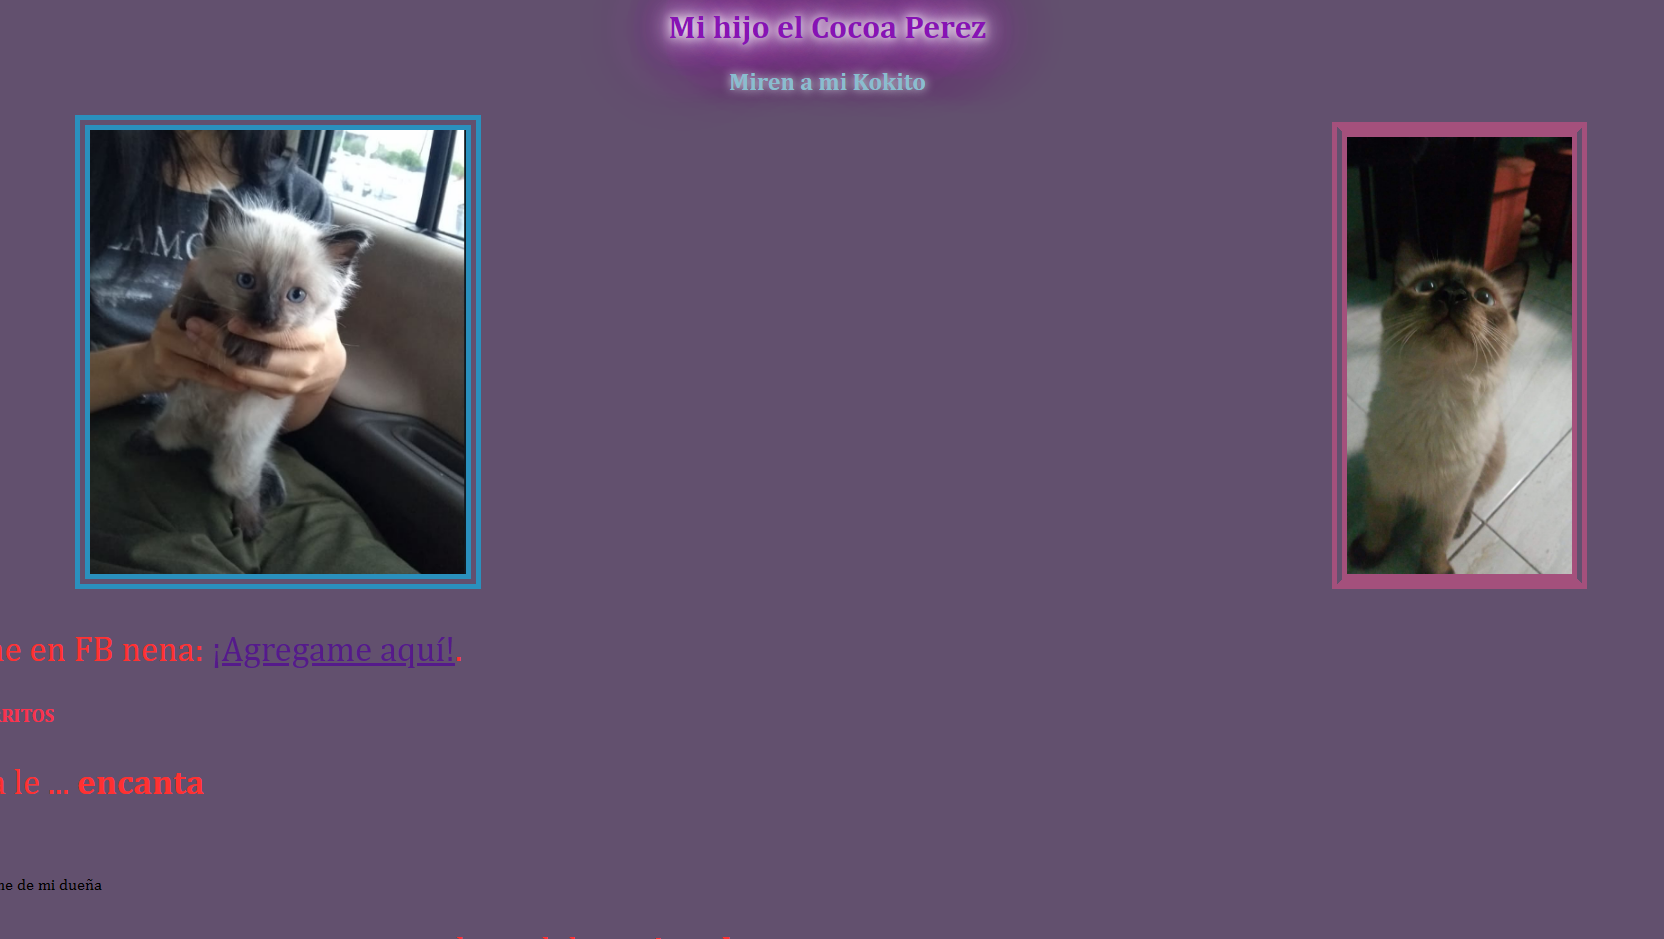 Mi hijo el Cocoa Perez
Miren a mi Kokito
LAMO
e en FB nena: ¡Agregame aquí!.
RITOS
le ... encanta
ne de mi dueña